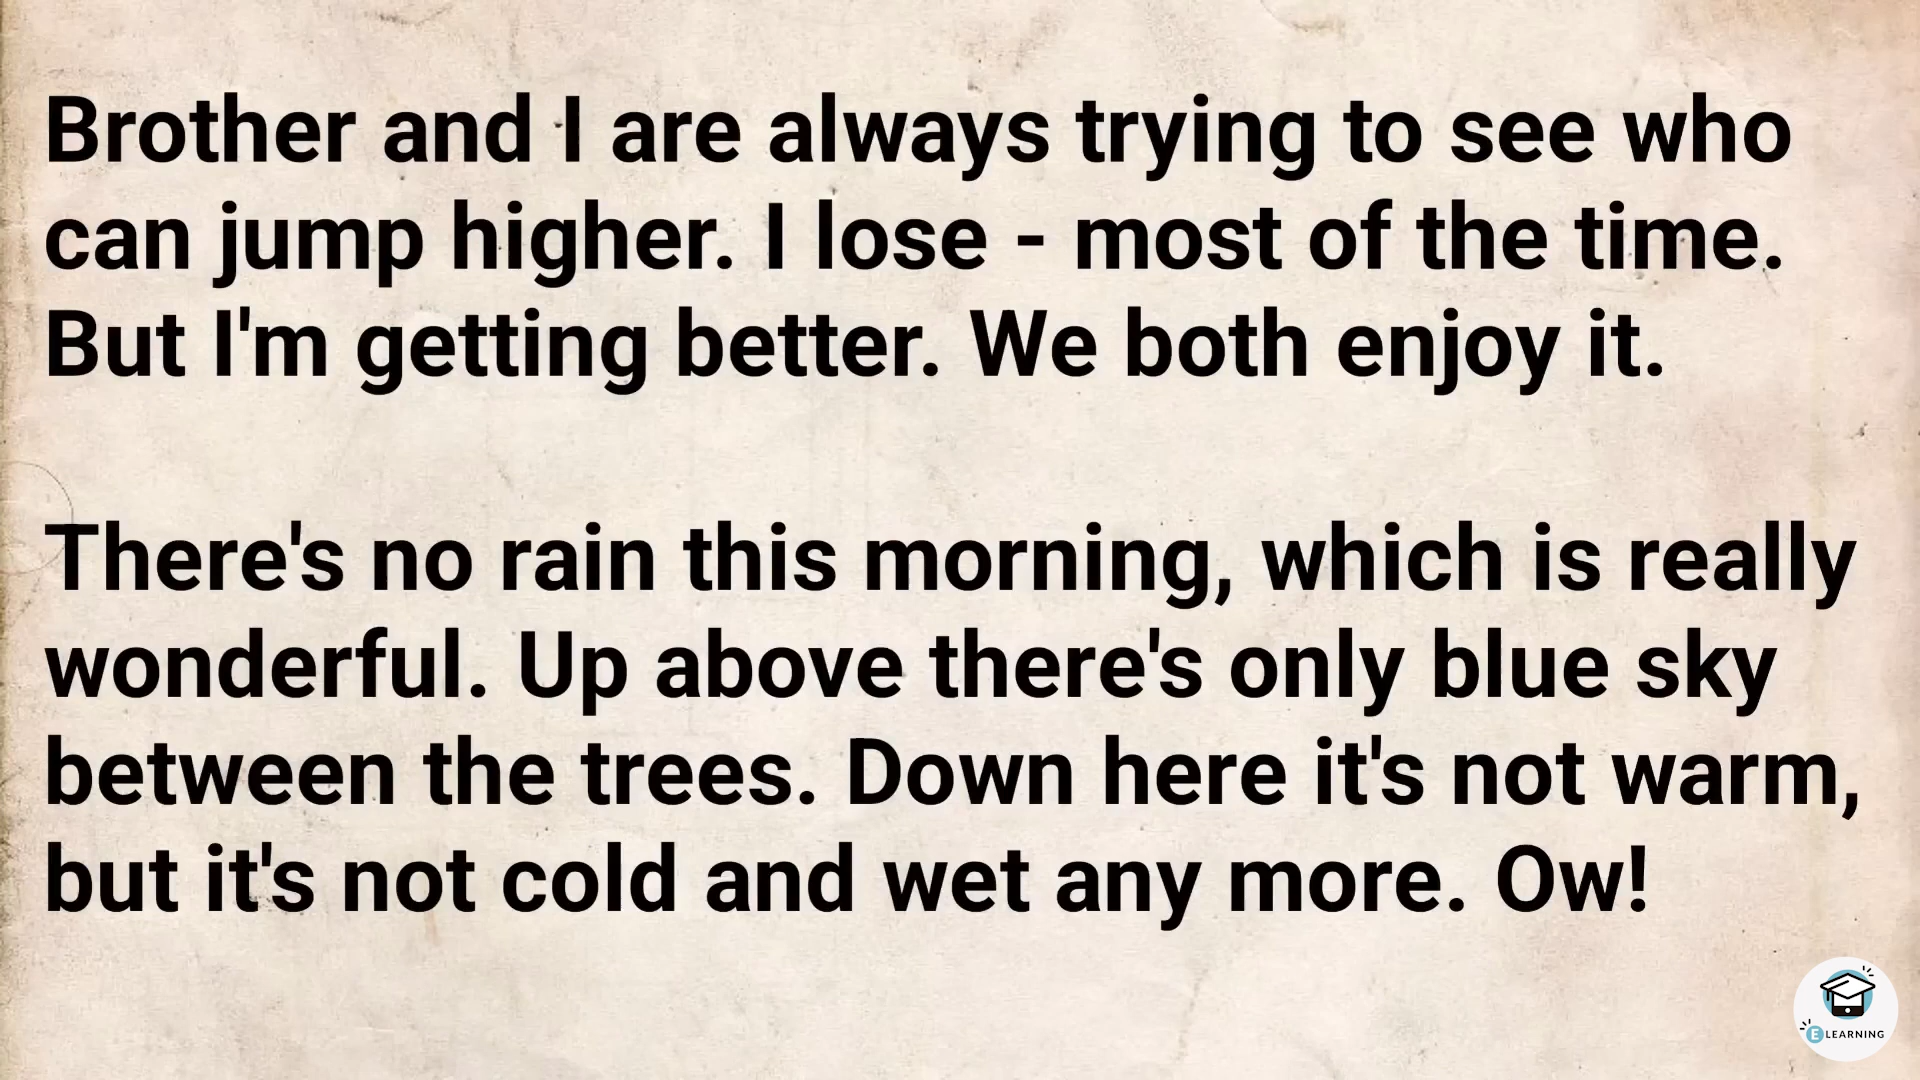 Brother and I are always trying to see who
can jump higher. I lose - most of the time.
But I'm getting better. We both enjoy it.
There's no rain this morning, which is really
wonderful. Up above there's only blue sky
between the trees. Down here it's not warm,
but it's not cold and wet any more. Ow!
E LEARNING